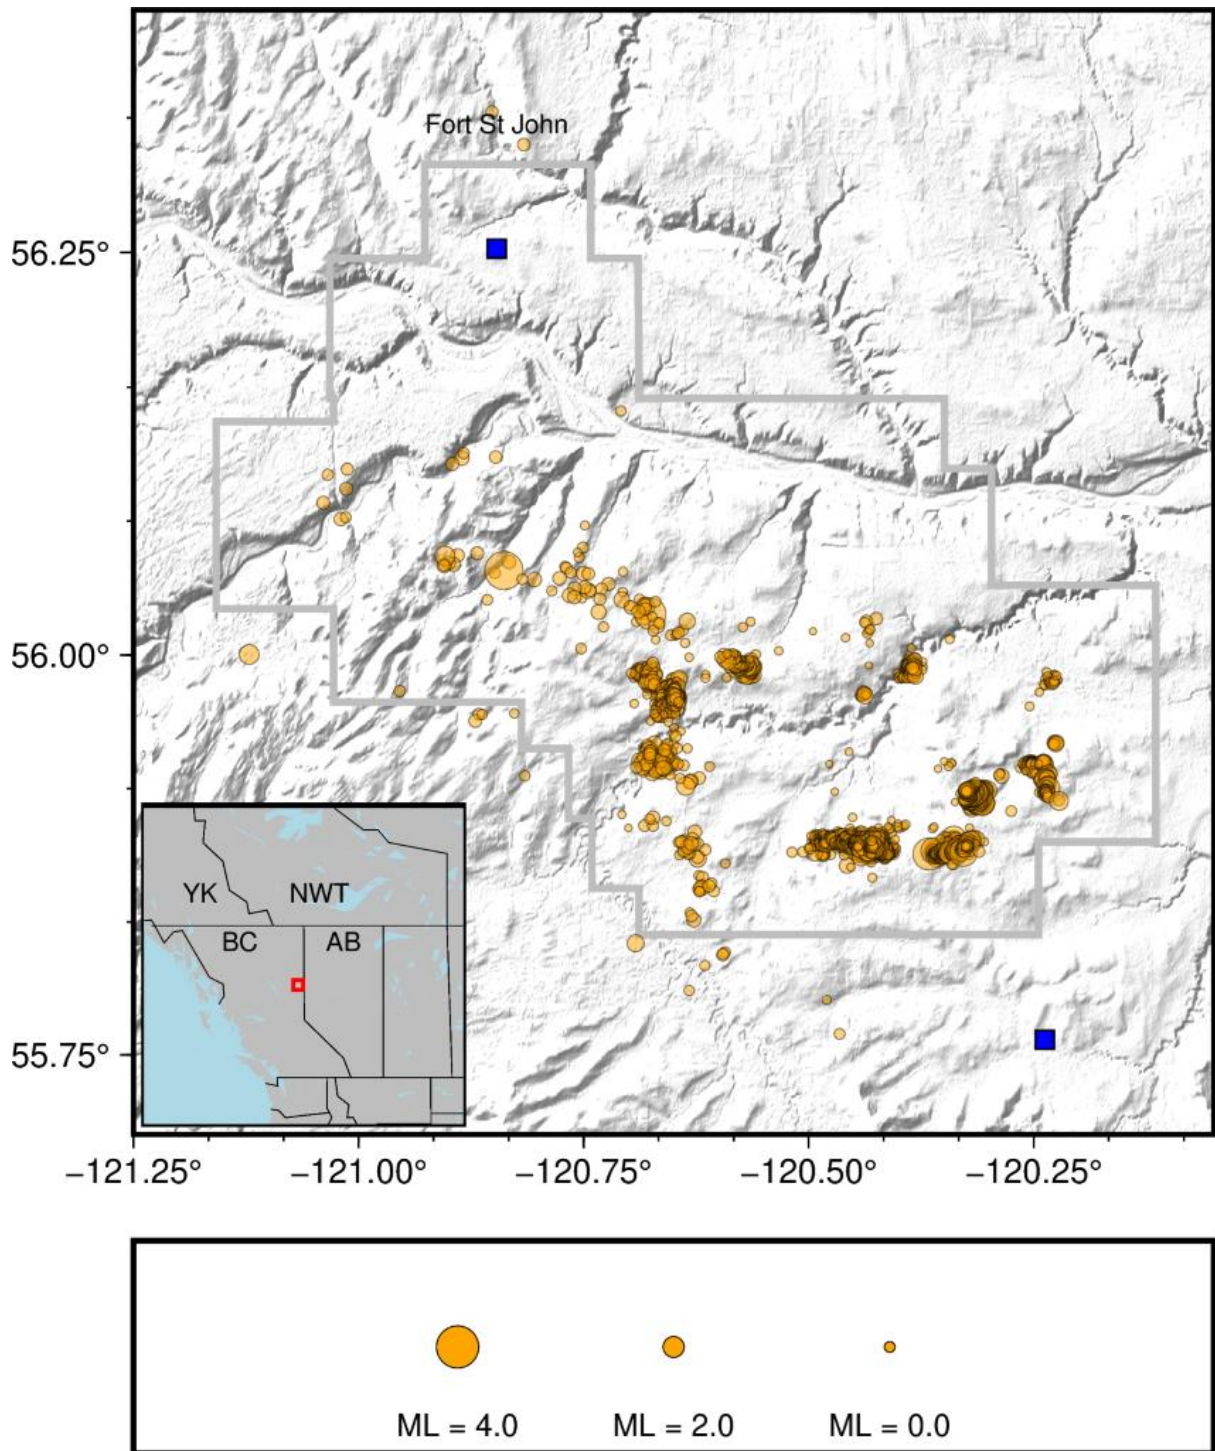 Fort St John
56.25°
56.00°
55.75°
YK NWT
BC AB
−121.25° −121.00° −120.75° −120.50° −120.25°
ML = 4.0 ML = 2.0 ML = 0.0